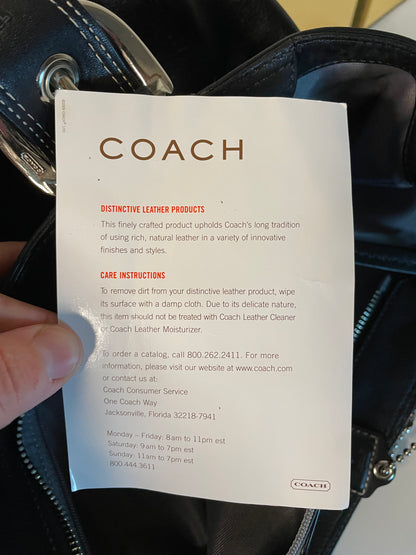 COACH
DISTINCTIVE LEATHER PRODUCTS
This finely crafted product upholds Coach's long tradition
of using rich, natural leather in a variety of innovative
finishes and styles.
CARE INSTRUCTIONS
To remove dirt from your distinctive leather product, wipe
its surface with a damp cloth. Due to its delicate nature,
this item should not be treated with Coach Leather Cleaner
or Coach Leather Moisturizer.
To order a catalog, call 800.262.2411. For more
information, please visit our website at www.coach.com
or contact us at:
Coach Consumer Service
One Coach Way
Jacksonville, Florida 32218-7941
Monday – Friday: 8am to 11pm est
Saturday: 9am to 7pm est
Sunday: 11am to 7pm est
800.444.3611
COACH
COACH